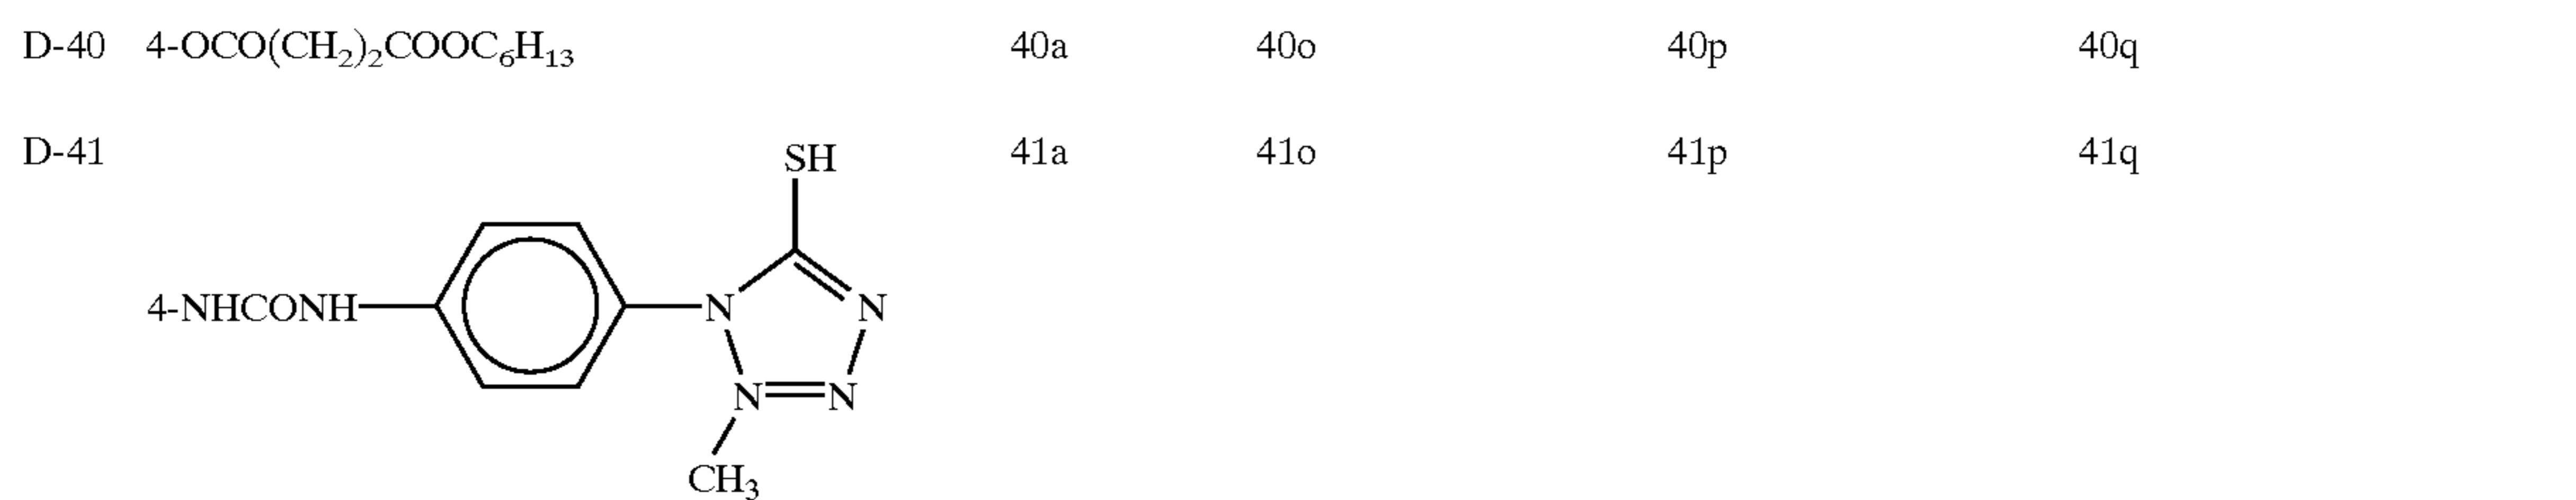 D-40 4-OCO(CH₂)₂COOC₆H₁₃ 40a 40o 40p 40q
D-41 41a 41o 41p 41q
SH
4-NHCONH N N
N N
CH₃